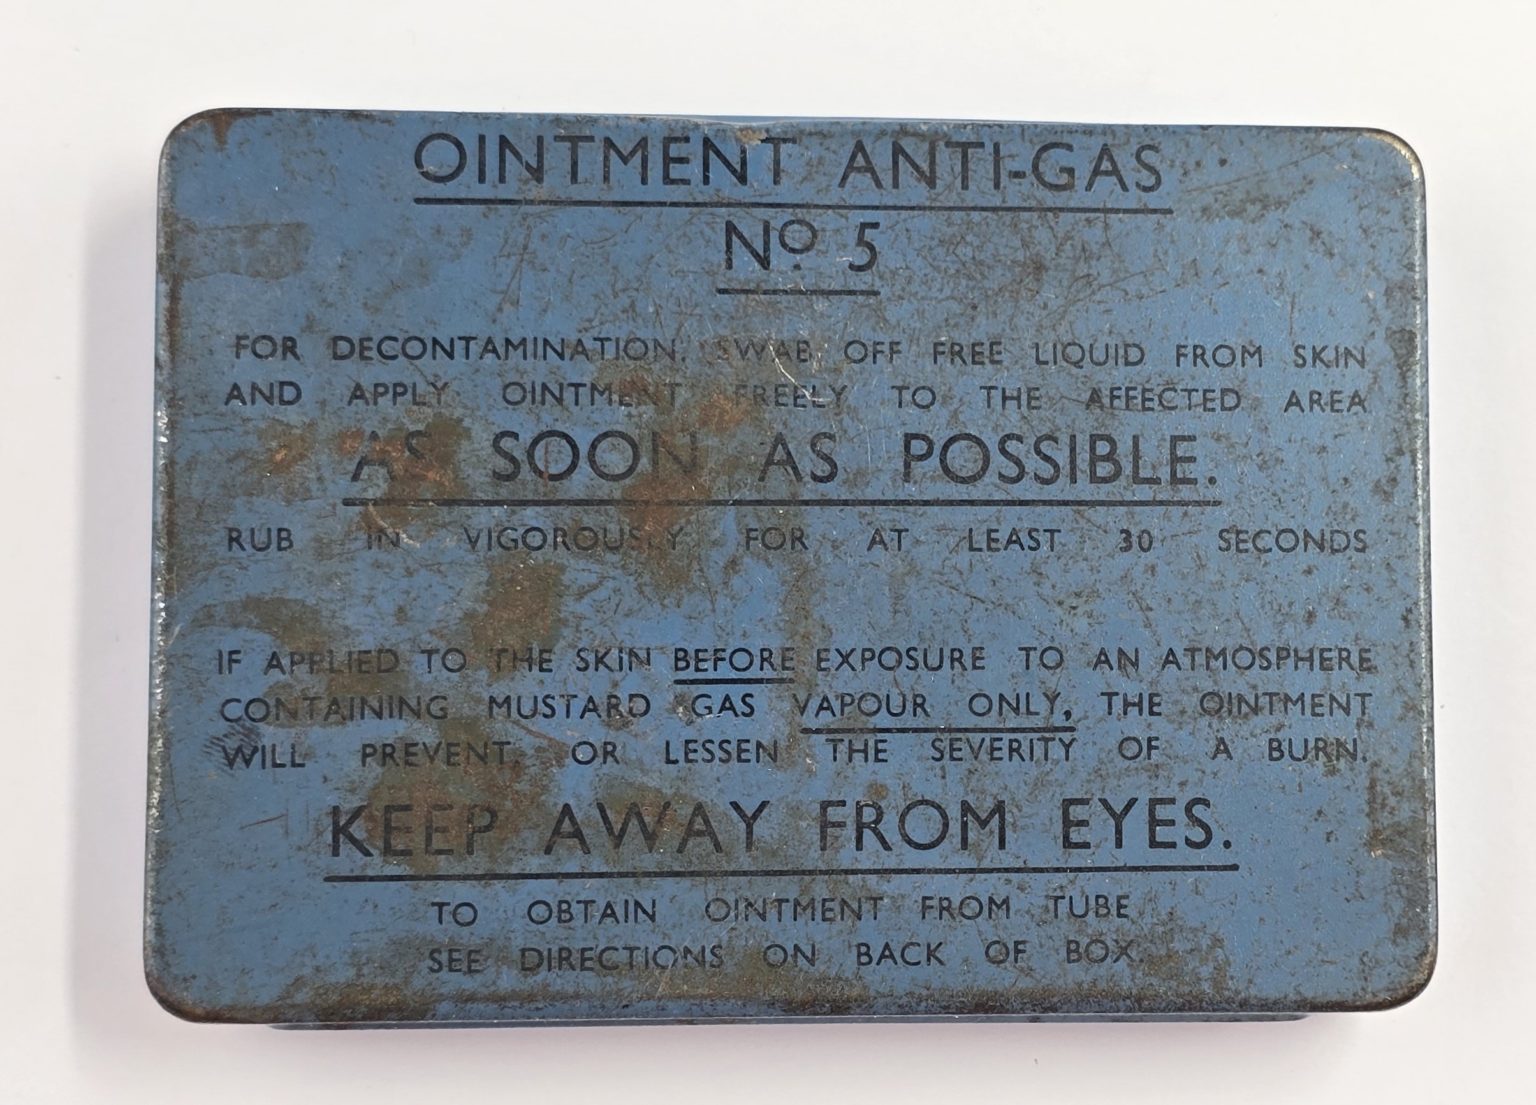 OINTMENT ANTI-GAS
Nº 5
FOR DECONTAMINATION, SWAB OFF FREE LIQUID FROM SKIN
AND APPLY OINTMENT FREELY TO THE AFFECTED AREA
AS SOON AS POSSIBLE.
RUB IN VIGOROUSLY FOR AT LEAST 30 SECONDS
IF APPLIED TO THE SKIN BEFORE EXPOSURE TO AN ATMOSPHERE
CONTAINING MUSTARD GAS VAPOUR ONLY, THE OINTMENT
WILL PREVENT, OR LESSEN THE SEVERITY OF A BURN.
KEEP AWAY FROM EYES.
TO OBTAIN OINTMENT FROM TUBE
SEE DIRECTIONS ON BACK OF BOX.